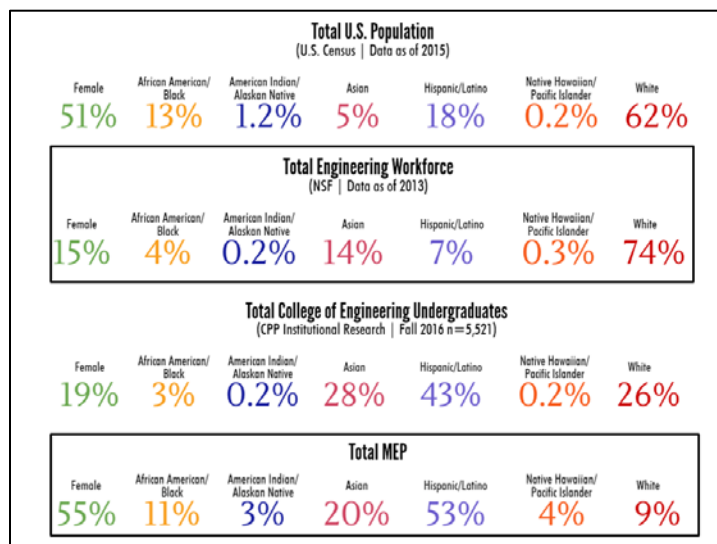 Total U.S. Population
(U.S. Census | Data as of 2015)
Female African American/ Black American Indian/ Alaskan Native Asian Hispanic/Latino Native Hawaiian/ Pacific Islander White
51% 13% 1.2% 5% 18% 0.2% 62%
Total Engineering Workforce
(NSF | Data as of 2013)
Female African American/ Black American Indian/ Alaskan Native Asian Hispanic/Latino Native Hawaiian/ Pacific Islander White
15% 4% 0.2% 14% 7% 0.3% 74%
Total College of Engineering Undergraduates
(CPP Institutional Research | Fall 2016 n=5,521)
Female African American/ Black American Indian/ Alaskan Native Asian Hispanic/Latino Native Hawaiian/ Pacific Islander White
19% 3% 0.2% 28% 43% 0.2% 26%
Total MEP
Female African American/ Black American Indian/ Alaskan Native Asian Hispanic/Latino Native Hawaiian/ Pacific Islander White
55% 11% 3% 20% 53% 4% 9%